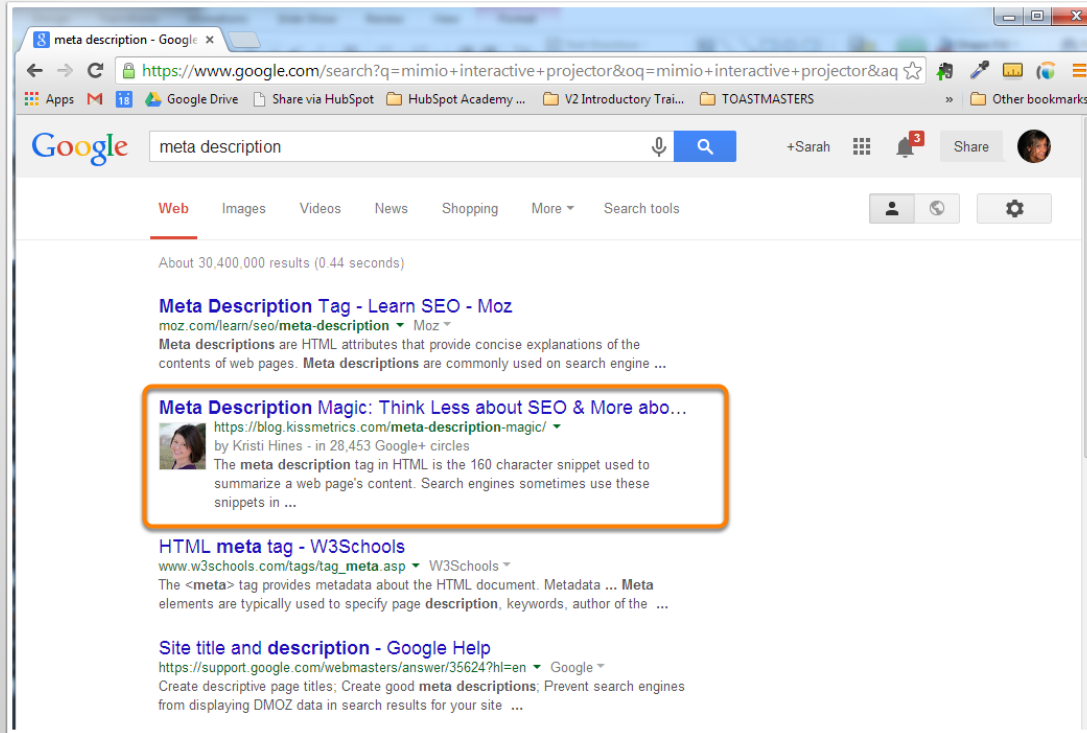 meta description - Google
https://www.google.com/search?q=mimio+interactive+projector&oq=mimio+interactive+projector&aq
Apps 18 Google Drive Share via HubSpot HubSpot Academy ... V2 Introductory Trai... TOASTMASTERS » Other bookmarks
Google meta description +Sarah 3 Share
Web Images Videos News Shopping More Search tools
About 30,400,000 results (0.44 seconds)
Meta Description Tag - Learn SEO - Moz
moz.com/learn/seo/meta-description Moz
Meta descriptions are HTML attributes that provide concise explanations of the
contents of web pages. Meta descriptions are commonly used on search engine ...
Meta Description Magic: Think Less about SEO & More abo...
https://blog.kissmetrics.com/meta-description-magic/
by Kristi Hines - in 28,453 Google+ circles
The meta description tag in HTML is the 160 character snippet used to
summarize a web page's content. Search engines sometimes use these
snippets in ...
HTML meta tag - W3Schools
www.w3schools.com/tags/tag_meta.asp W3Schools
The <meta> tag provides metadata about the HTML document. Metadata ... Meta
elements are typically used to specify page description, keywords, author of the ...
Site title and description - Google Help
https://support.google.com/webmasters/answer/35624?hl=en Google
Create descriptive page titles; Create good meta descriptions; Prevent search engines
from displaying DMOZ data in search results for your site ...